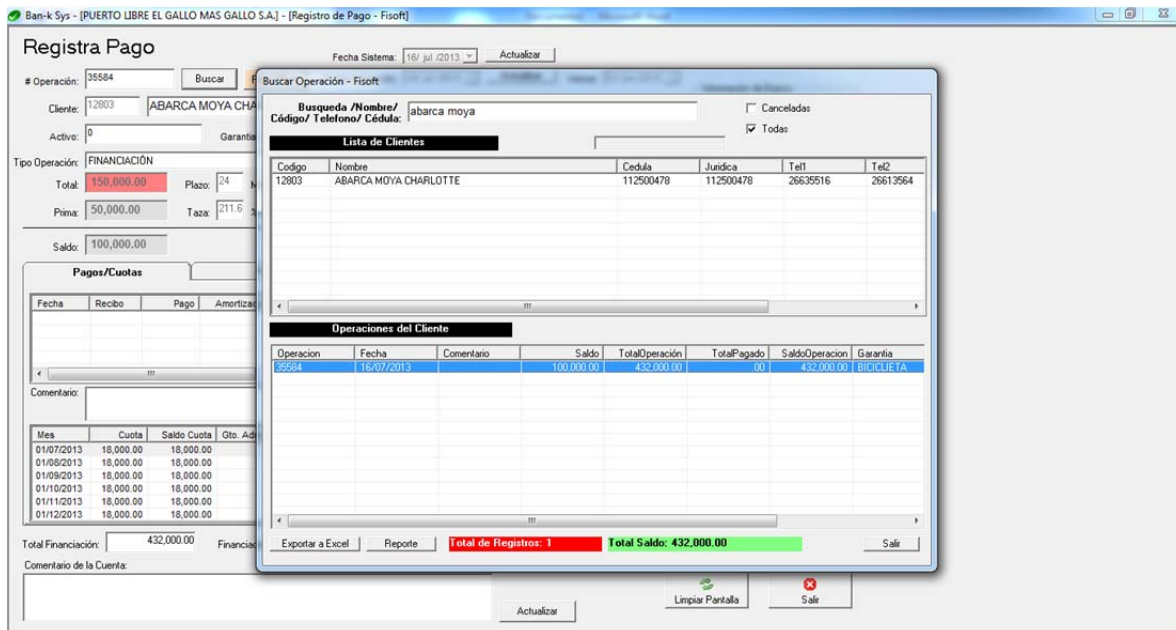 Ban-k Sys - [PUERTO LIBRE EL GALLO MAS GALLO S.A.] - [Registro de Pago - Fisoft]
Registra Pago
Fecha Sistema: 16/ jul /2013 Actualizar
# Operación: 35584 Buscar
Cliente: 12803 ABARCA MOYA CHA
Activo: 0 Garantia
Tipo Operación: FINANCIACIÓN
Total: 150,000.00 Plazo: 24 M
Prima: 50,000.00 Taza: 211.6
Saldo: 100,000.00
Pagos/Cuotas
Fecha Recibo Pago Amortizac
Comentario:
Mes Cuota Saldo Cuota Gto. Adm
01/07/2013 18,000.00 18,000.00
01/08/2013 18,000.00 18,000.00
01/09/2013 18,000.00 18,000.00
01/10/2013 18,000.00 18,000.00
01/11/2013 18,000.00 18,000.00
01/12/2013 18,000.00 18,000.00
Total Financiación: 432,000.00 Financiac
Comentario de la Cuenta:
Actualizar
Limpiar Pantalla
Salir
Buscar Operación - Fisoft
Busqueda /Nombre/
Código/ Telefono/ Cédula: abarca moya
Canceladas
Todas
Lista de Clientes
Codigo Nombre Cedula Juridica Tel1 Tel2
12803 ABARCA MOYA CHARLOTTE 112500478 112500478 26635516 26613564
Operaciones del Cliente
Operacion Fecha Comentario Saldo TotalOperación TotalPagado SaldoOperacion Garantia
35584 16/07/2013 100,000.00 432,000.00 .00 432,000.00 BICICLIETA
Exportar a Excel Reporte Total de Registros: 1 Total Saldo: 432,000.00 Salir